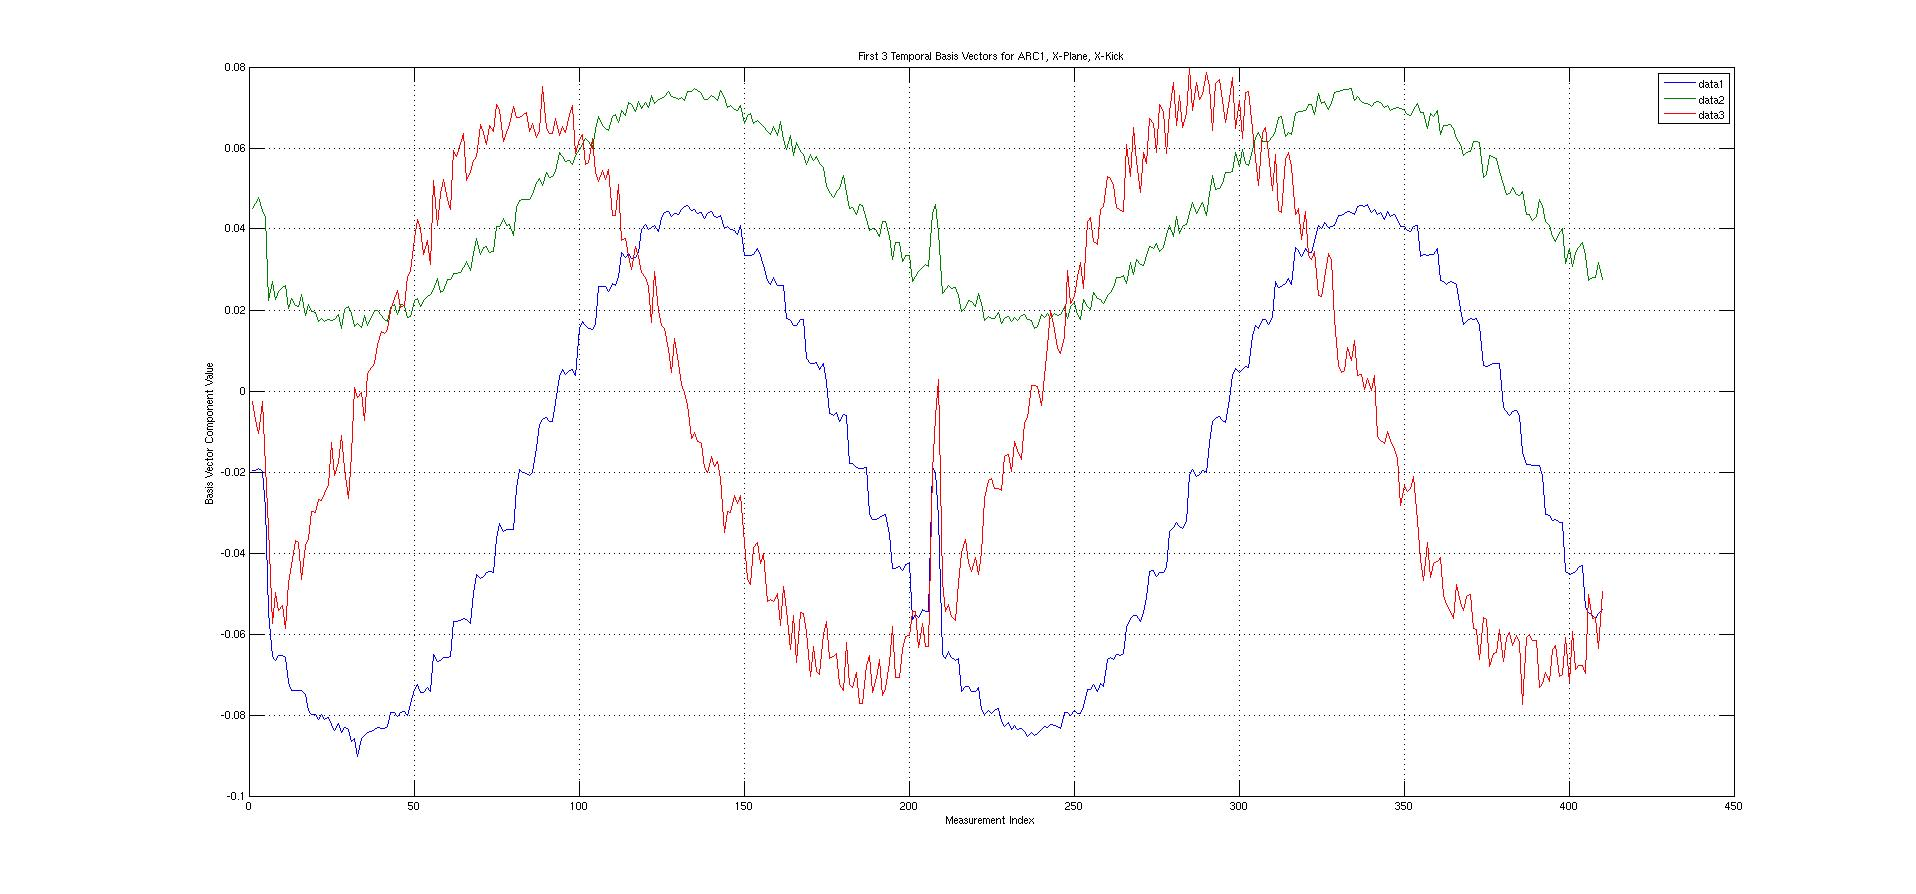 First 3 Temporal Basis Vectors for ARC1, X-Plane, X-Kick
0.08
0.06
0.04
0.02
0
-0.02
-0.04
-0.06
-0.08
-0.1
Basis Vector Component Value
data1
data2
data3
0 50 100 150 200 250 300 350 400 450
Measurement Index